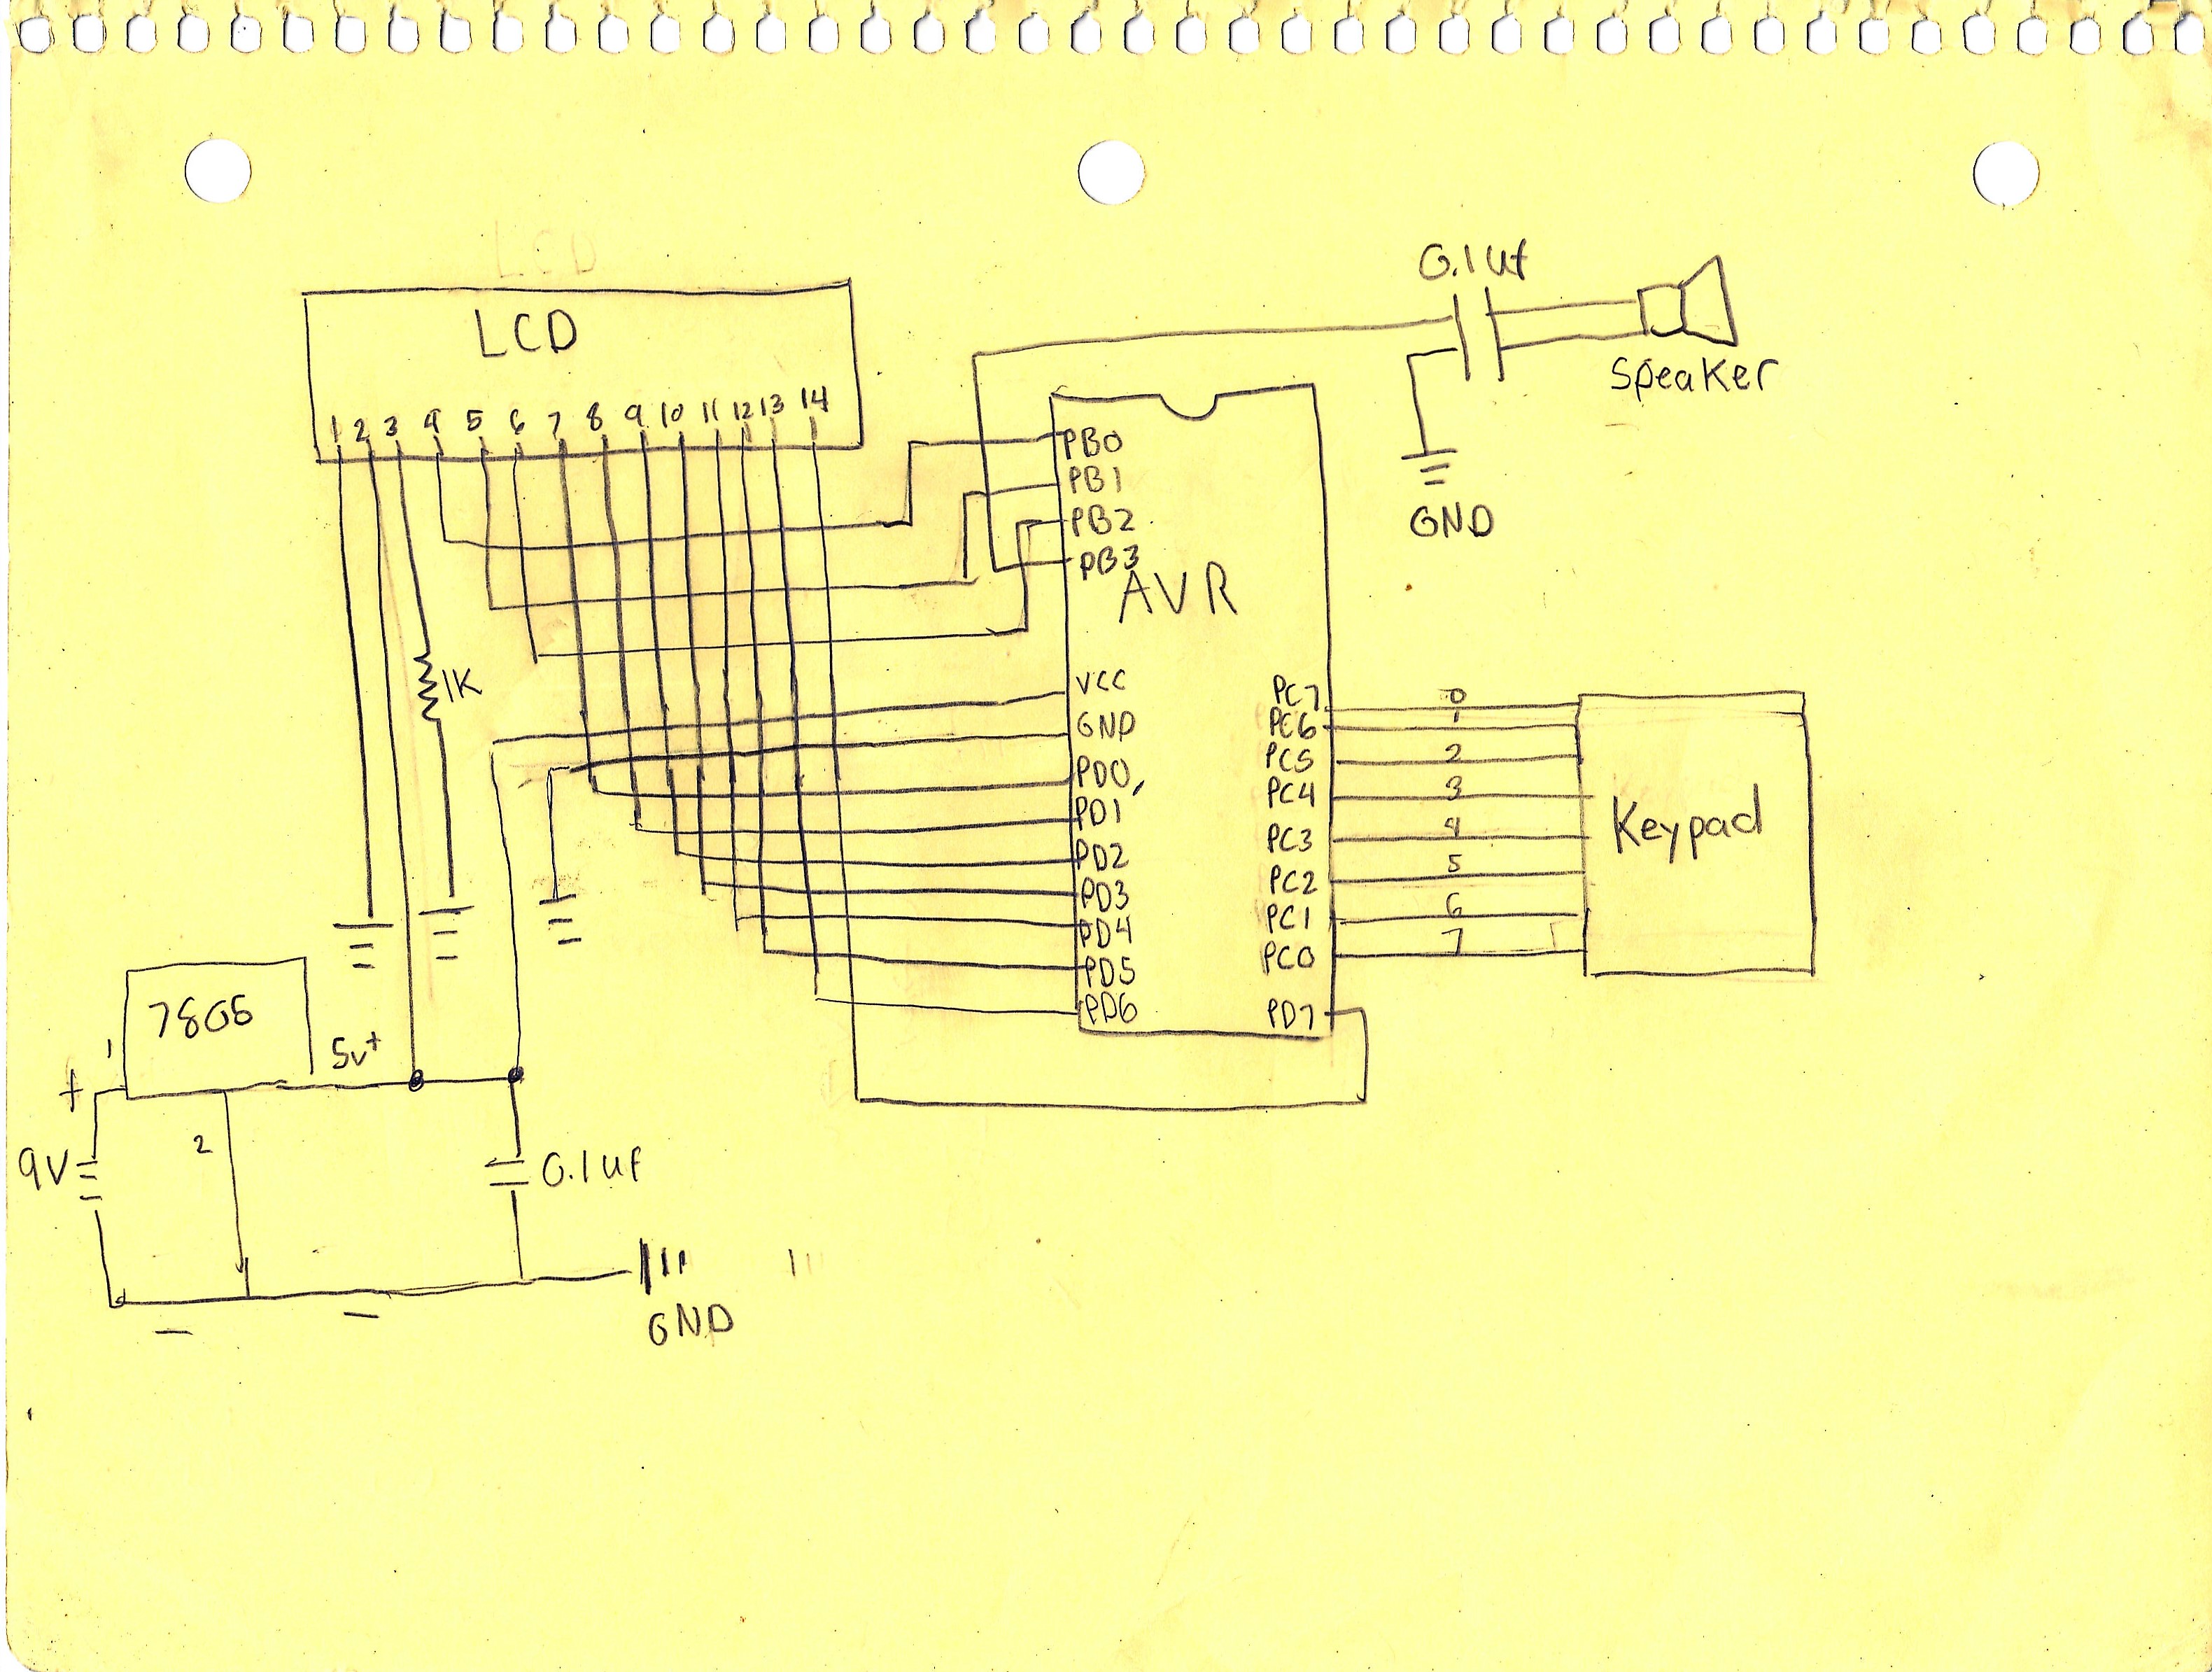 LCD
LCD
1 2 3 4 5 6 7 8 9 10 11 12 13 14
0.1uf
Speaker
GND
PB0
PB1
PB2
PB3
AVR
VCC
GND
PD0,
PD1
PD2
PD3
PD4
PD5
PD6
PC7
PC6
PC5
PC4
PC3
PC2
PC1
PC0
PD7
0
1
2
3
4
5
6
7
Keypad
1K
7805
1
5v+
+
2
9V
0.1uf
GND